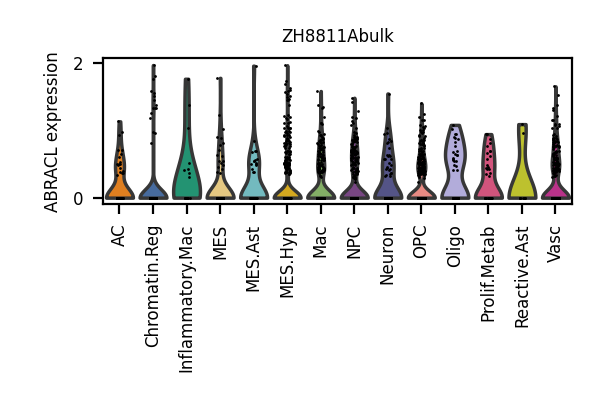 ZH8811Abulk
ABRACL expression
2
0
AC
Chromatin.Reg
Inflammatory.Mac
MES
MES.Ast
MES.Hyp
Mac
NPC
Neuron
OPC
Oligo
Prolif.Metab
Reactive.Ast
Vasc